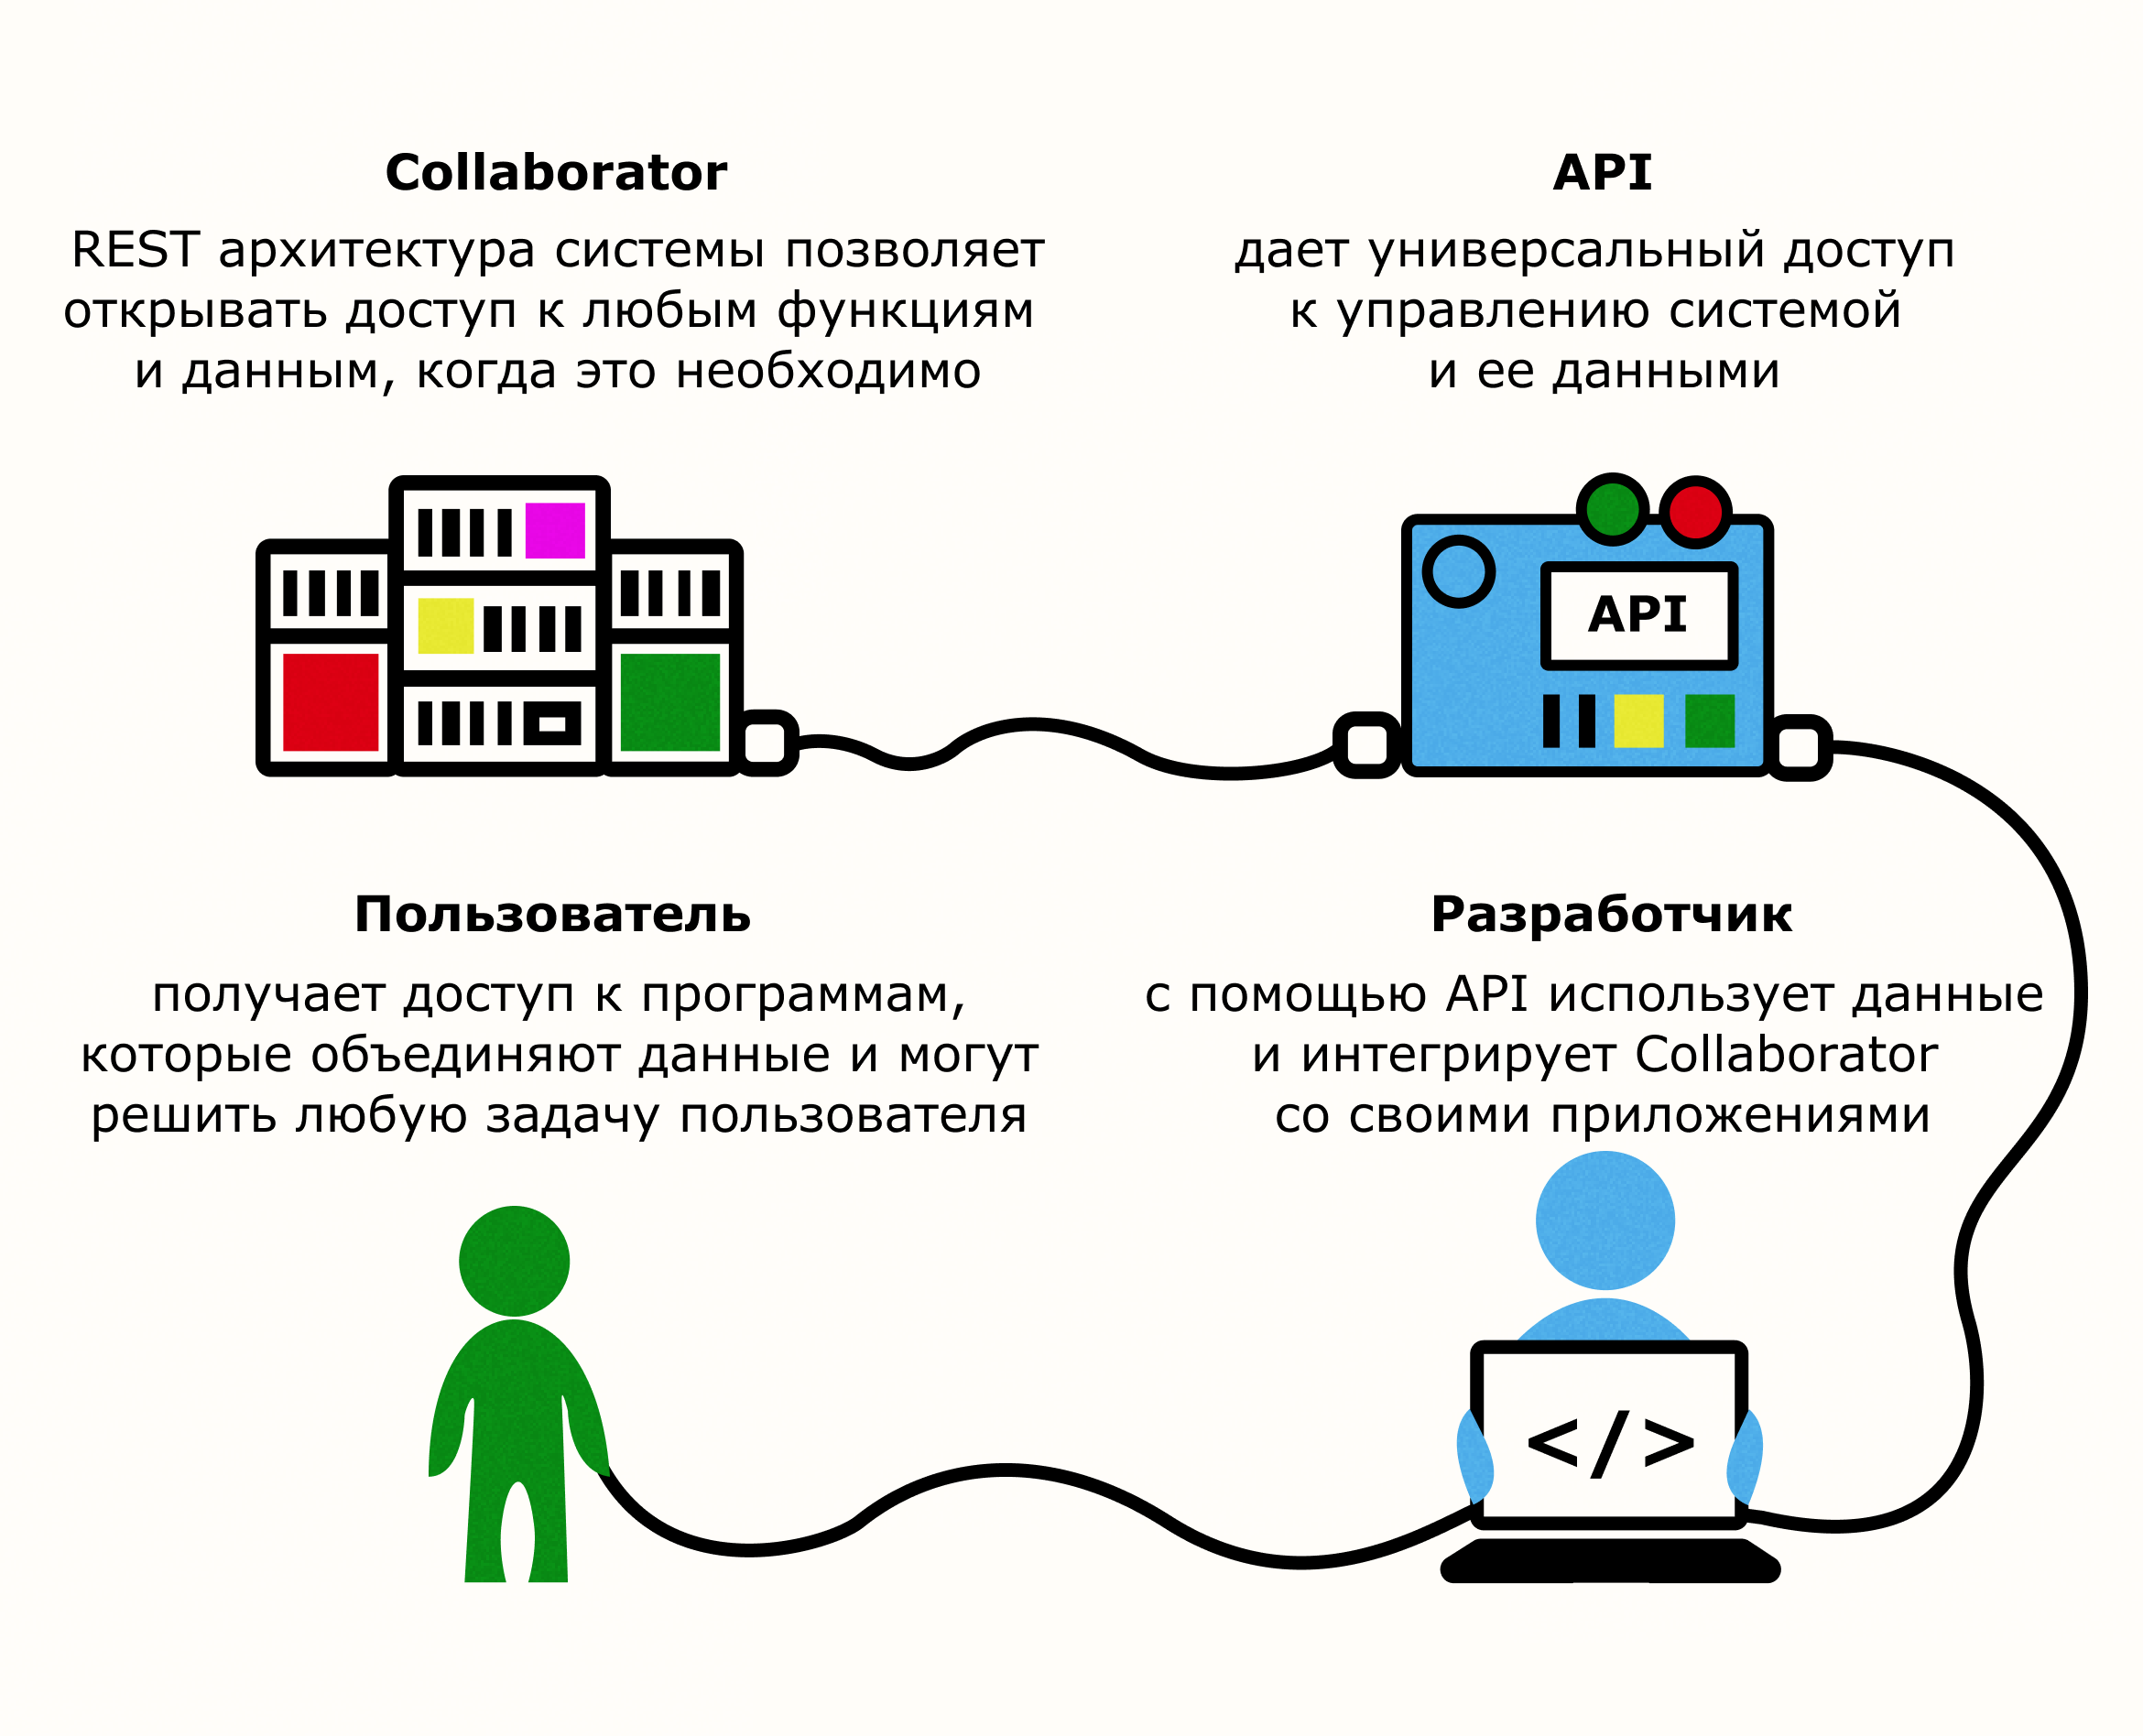 Collaborator
REST архитектура системы позволяет
открывать доступ к любым функциям
и данным, когда это необходимо
API
дает универсальный доступ
к управлению системой
и ее данными
API
Пользователь
получает доступ к программам,
которые объединяют данные и могут
решить любую задачу пользователя
Разработчик
с помощью API использует данные
и интегрирует Collaborator
со своими приложениями
</>